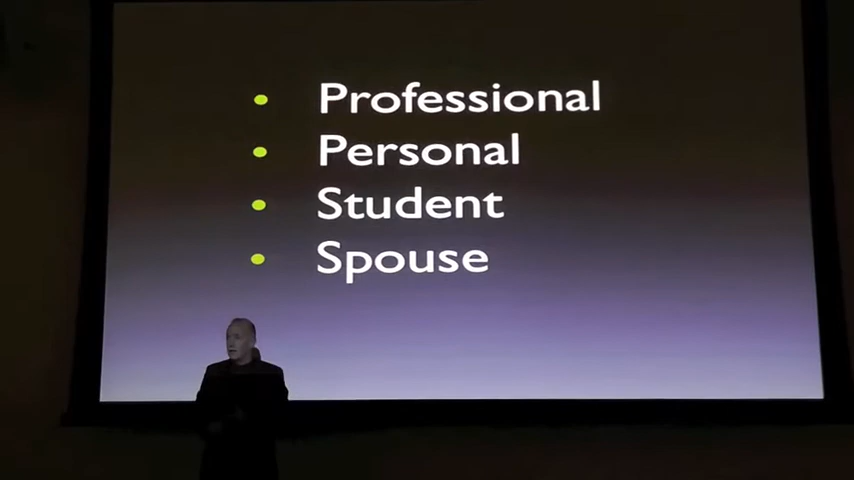 • Professional
• Personal
• Student
• Spouse